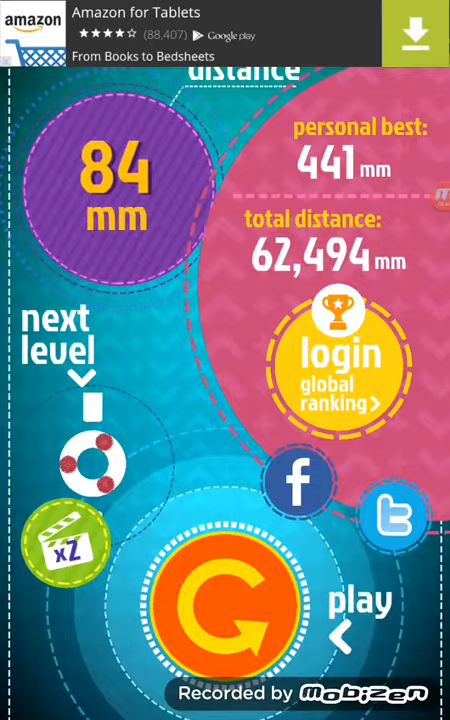 amazon
Amazon for Tablets
(88,407) Google play
From Books to Bedsheets
distance
84
mm
personal best:
441 mm
total distance:
62,494 mm
next
level
login
global
ranking>
x2
play
Recorded by mobizen